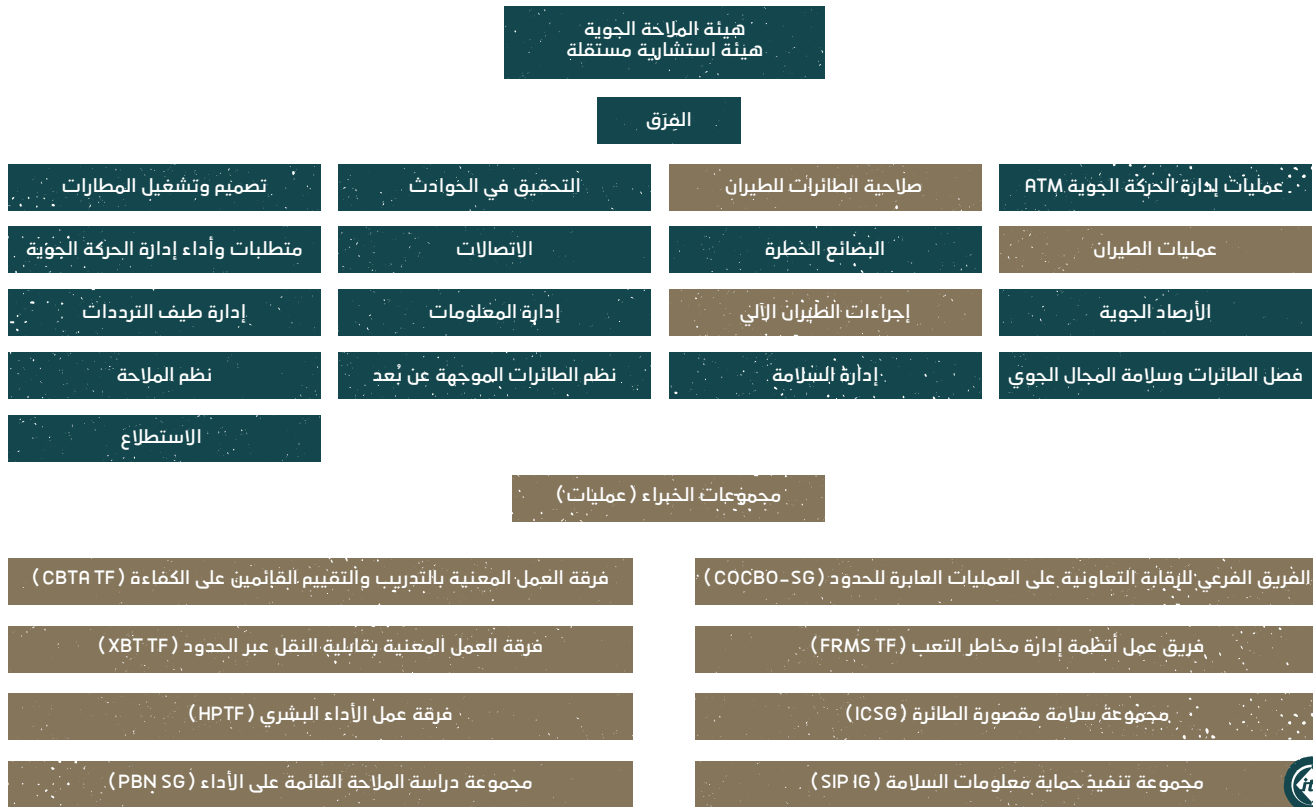 هيئة الملاحة الجوية
هيئة استشارية مستقلة
الفِرَق
عمليات إدارة الحركة الجوية ATM
صلاحية الطائرات للطيران
التحقيق في الحوادث
تصميم وتشغيل المطارات
عمليات الطيران
البضائع الخطرة
الاتصالات
متطلبات وأداء إدارة الحركة الجوية
الأرصاد الجوية
إجراءات الطيران الآلي
إدارة المعلومات
إدارة طيف الترددات
فصل الطائرات وسلامة المجال الجوي
إدارة السلامة
نظم الطائرات الموجهة عن بُعد
نظم الملاحة
الاستطلاع
مجموعات الخبراء (عمليات)
الفريق الفرعي للرقابة التعاونية على العمليات العابرة للحدود (COCBO-SG)
فرقة العمل المعنية بالتدريب والتقييم القائمين على الكفاءة (CBTA TF)
فريق عمل أنظمة إدارة مخاطر التعب (FRMS TF)
فرقة العمل المعنية بقابلية النقل عبر الحدود (XBT TF)
مجموعة سلامة مقصورة الطائرة (ICSG)
فرقة عمل الأداء البشري (HPTF)
مجموعة تنفيذ حماية معلومات السلامة (SIP IG)
مجموعة دراسة الملاحة القائمة على الأداء (PBN SG)